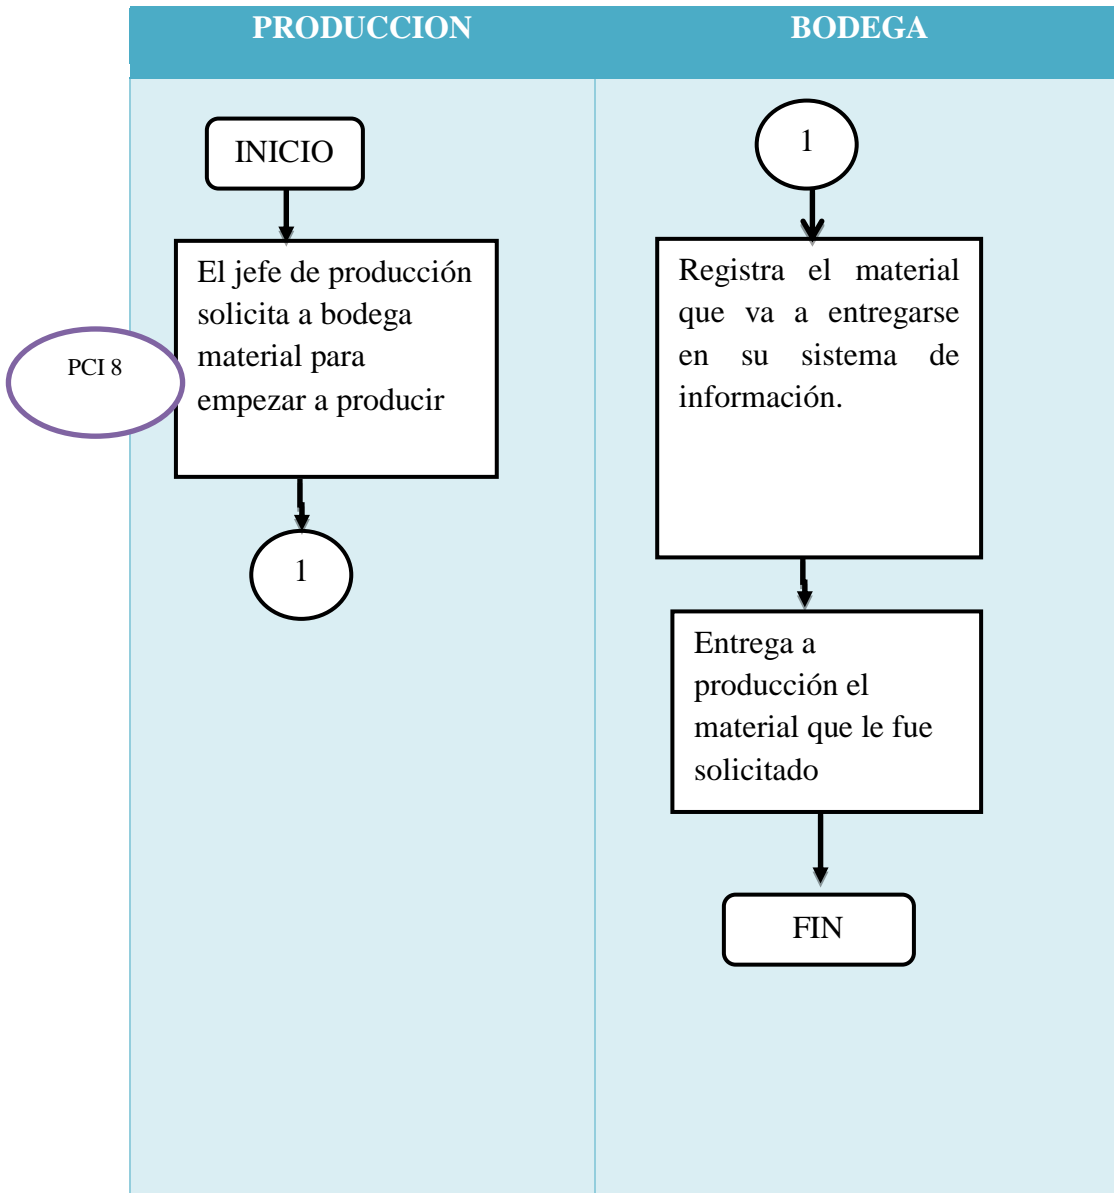 PRODUCCION
BODEGA
INICIO
El jefe de producción
solicita a bodega
material para
empezar a producir
PCI 8
1
1
Registra el material
que va a entregarse
en su sistema de
información.
Entrega a
producción el
material que le fue
solicitado
FIN